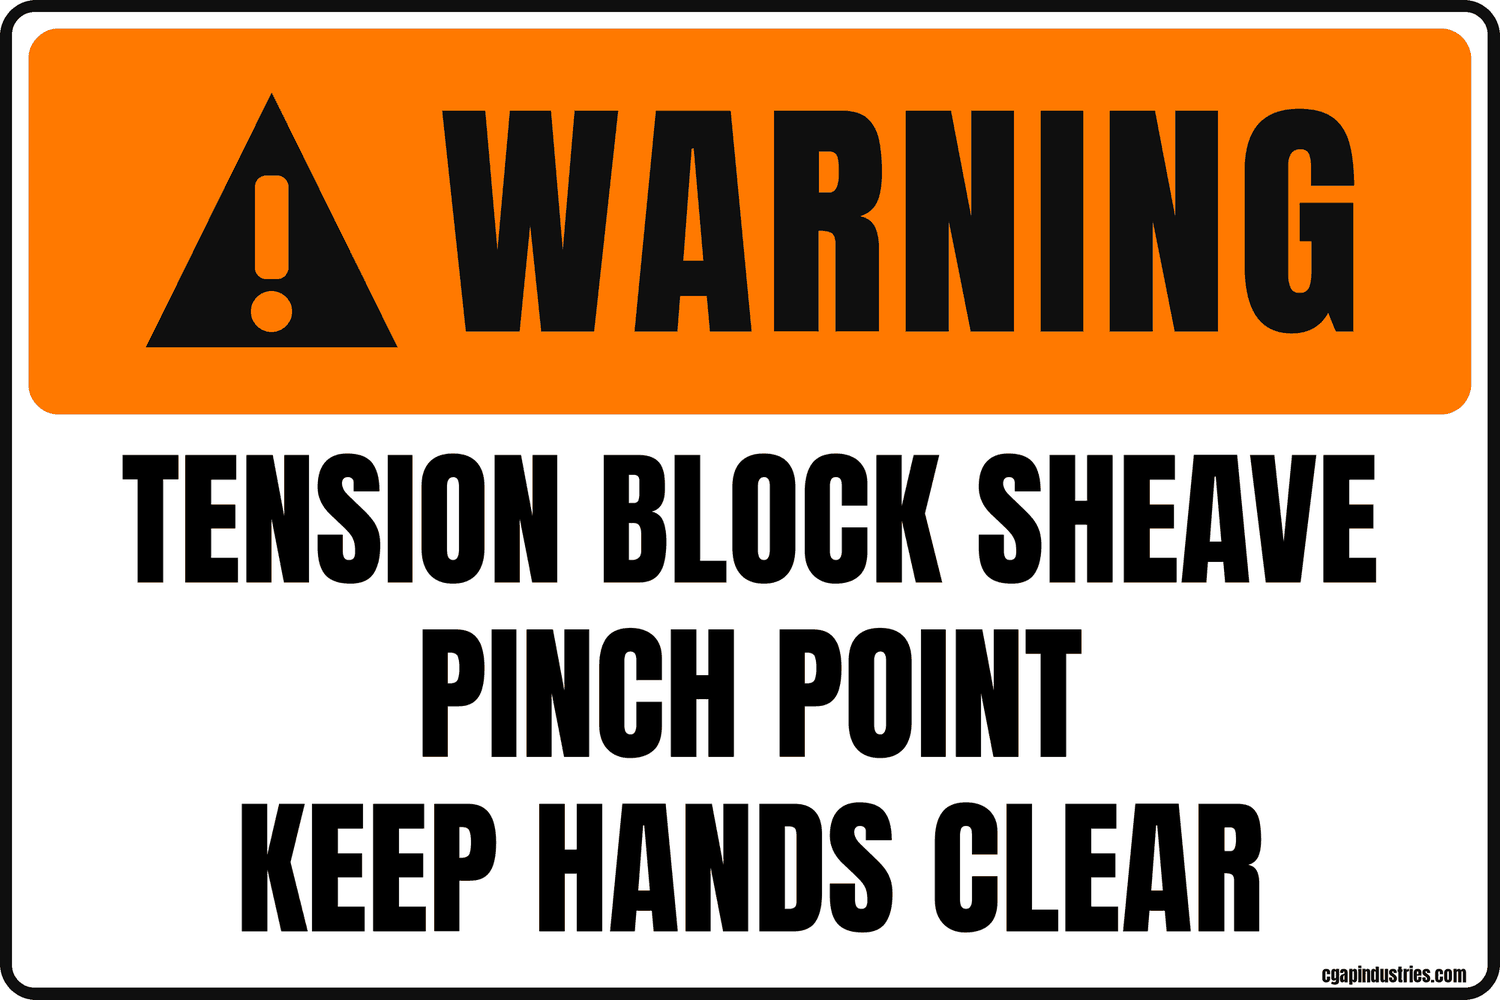 WARNING
TENSION BLOCK SHEAVE
PINCH POINT
KEEP HANDS CLEAR
cgapindustries.com